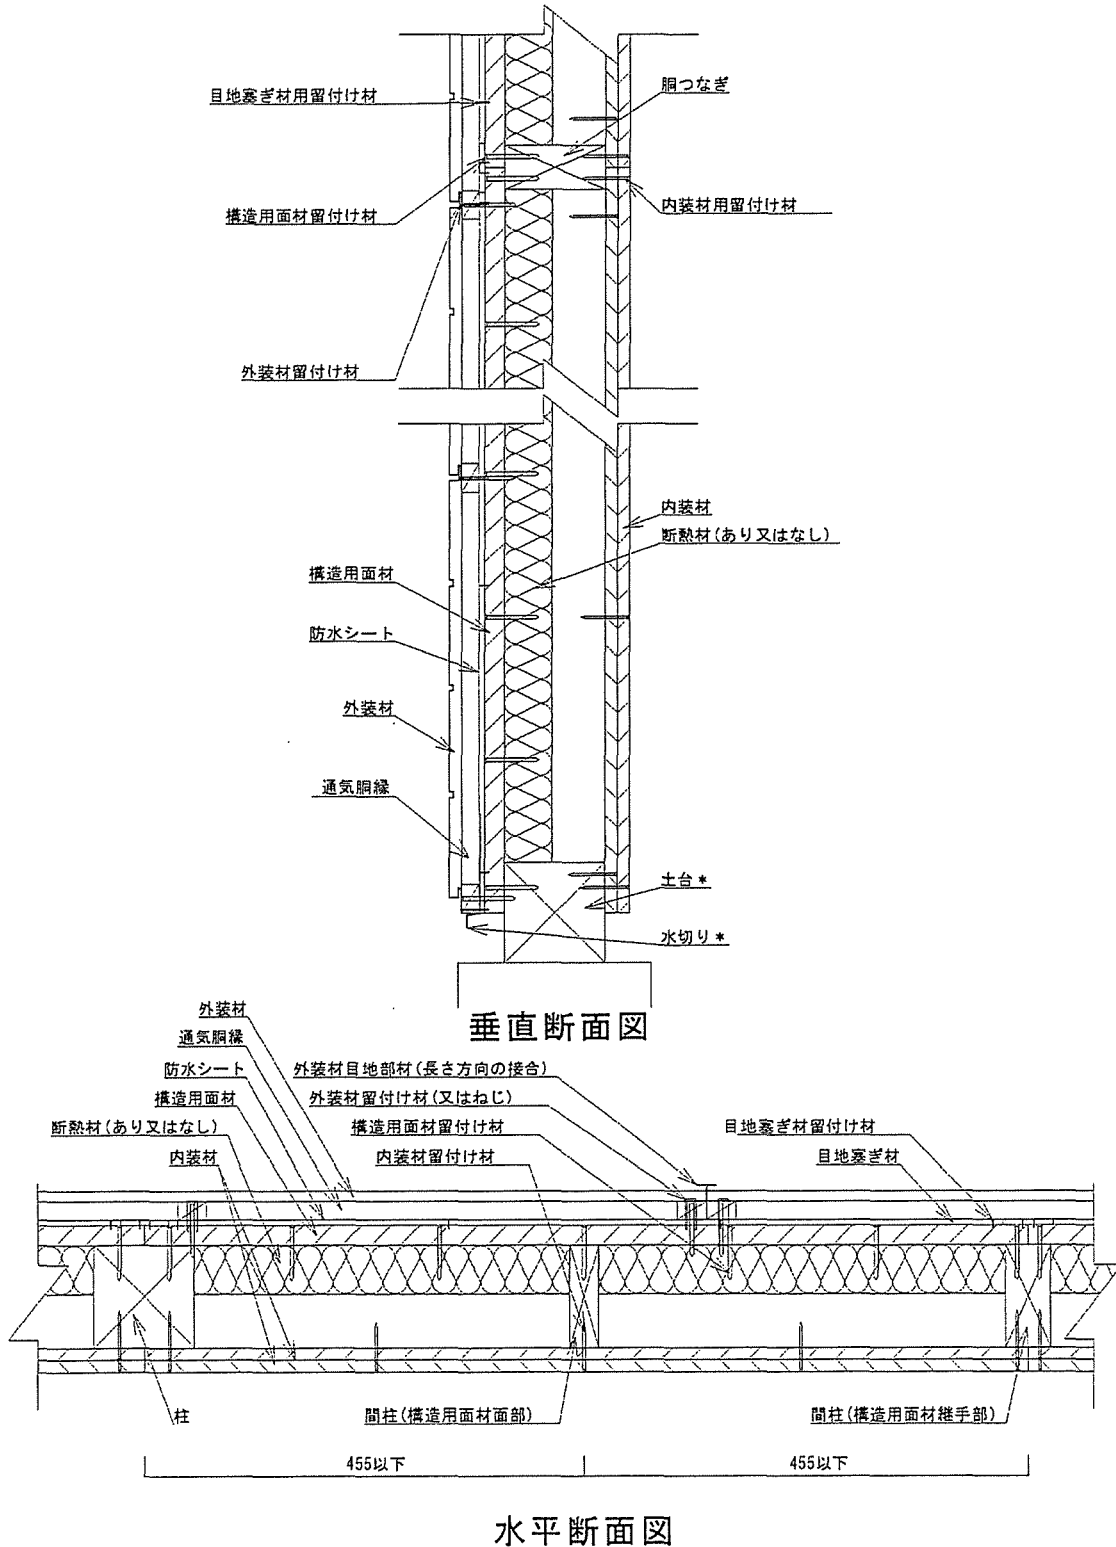 胴つなぎ
目地塞ぎ材用留付け材
内装材用留付け材
構造用面材留付け材
外装材留付け材
内装材
断熱材(あり又はなし)
構造用面材
防水シート
外装材
通気胴縁
土台*
水切り*
垂直断面図
外装材
通気胴縁
防水シート
構造用面材
断熱材(あり又はなし)
内装材
外装材目地部材(長さ方向の接合)
外装材留付け材(又はねじ)
構造用面材留付け材
内装材留付け材
目地塞ぎ材留付け材
目地塞ぎ材
柱
間柱(構造用面材面部)
間柱(構造用面材継手部)
455以下
455以下
水平断面図